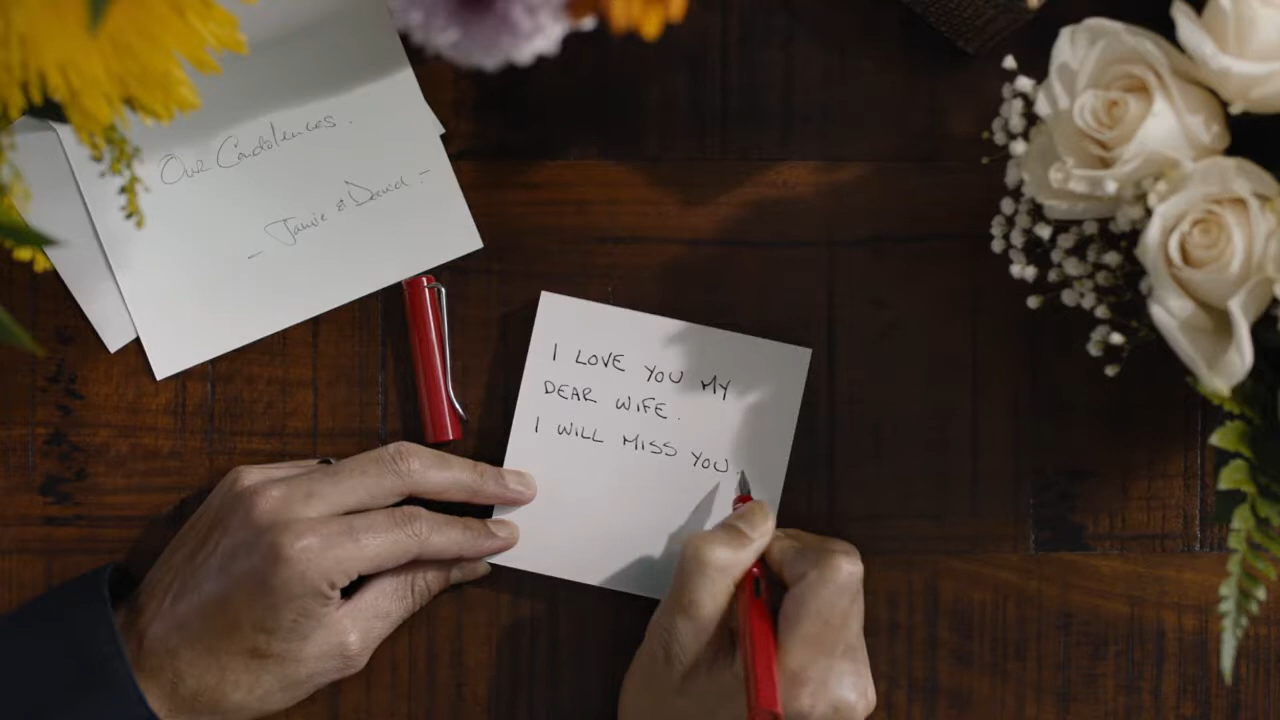 Our Condolences.
- Jamie & David -
I LOVE YOU MY
DEAR WIFE.
I WILL MISS YOU.